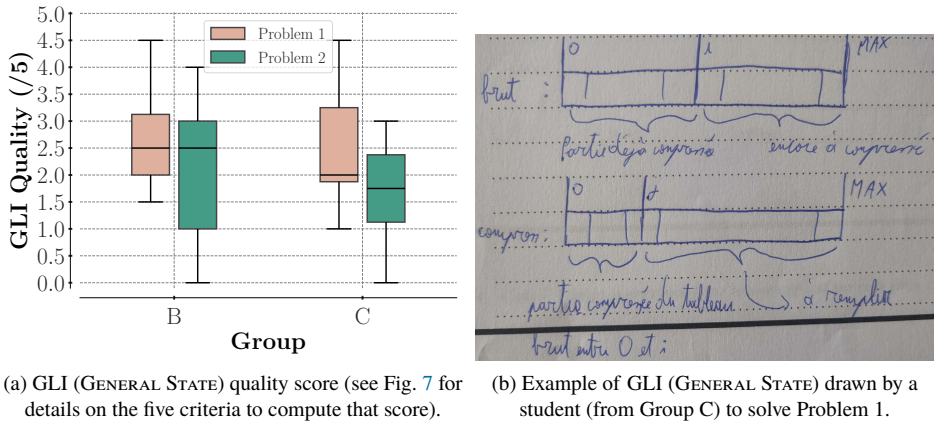 5.0
4.5
4.0
3.5
3.0
2.5
2.0
1.5
1.0
0.5
0.0
GLI Quality (/5)
Problem 1
Problem 2
B
C
Group
0 i MAX
brut :
Partie déjà compressé encore à compressé
0 j MAX
compress:
partie compressée du tableau à remplir
brut entre 0 et i
(a) GLI (GENERAL STATE) quality score (see Fig. 7 for
details on the five criteria to compute that score).
(b) Example of GLI (GENERAL STATE) drawn by a
student (from Group C) to solve Problem 1.